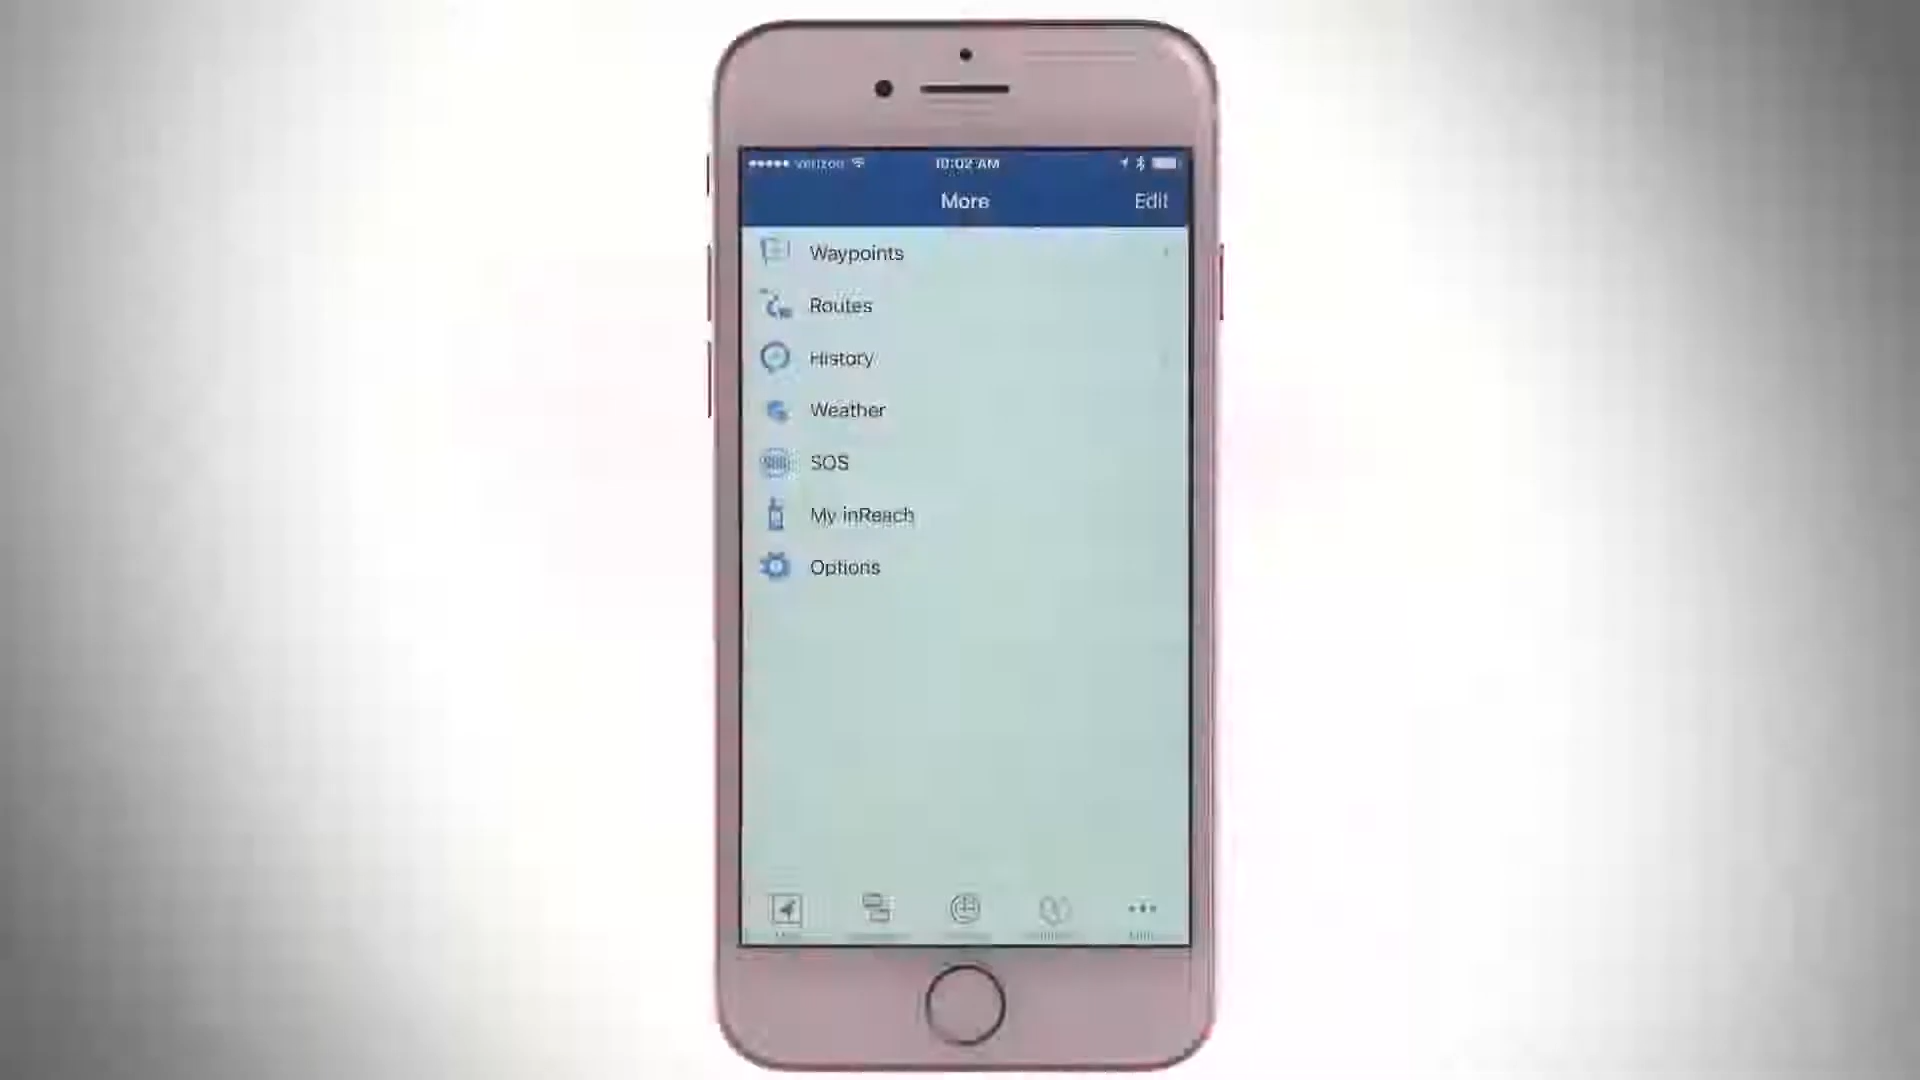 verizon 10:02 AM
More Edit
Waypoints
Routes
History
Weather
SOS
My inReach
Options